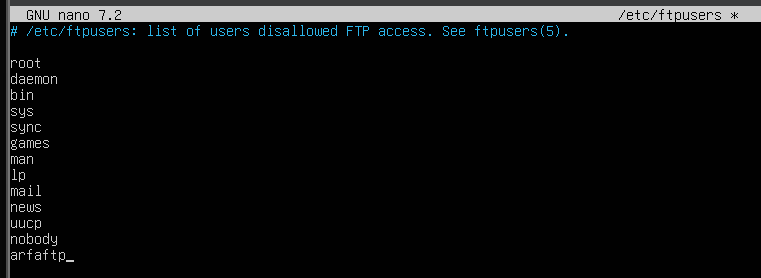 GNU nano 7.2 /etc/ftpusers *
# /etc/ftpusers: list of users disallowed FTP access. See ftpusers(5).
root
daemon
bin
sys
sync
games
man
lp
mail
news
uucp
nobody
arfaftp_